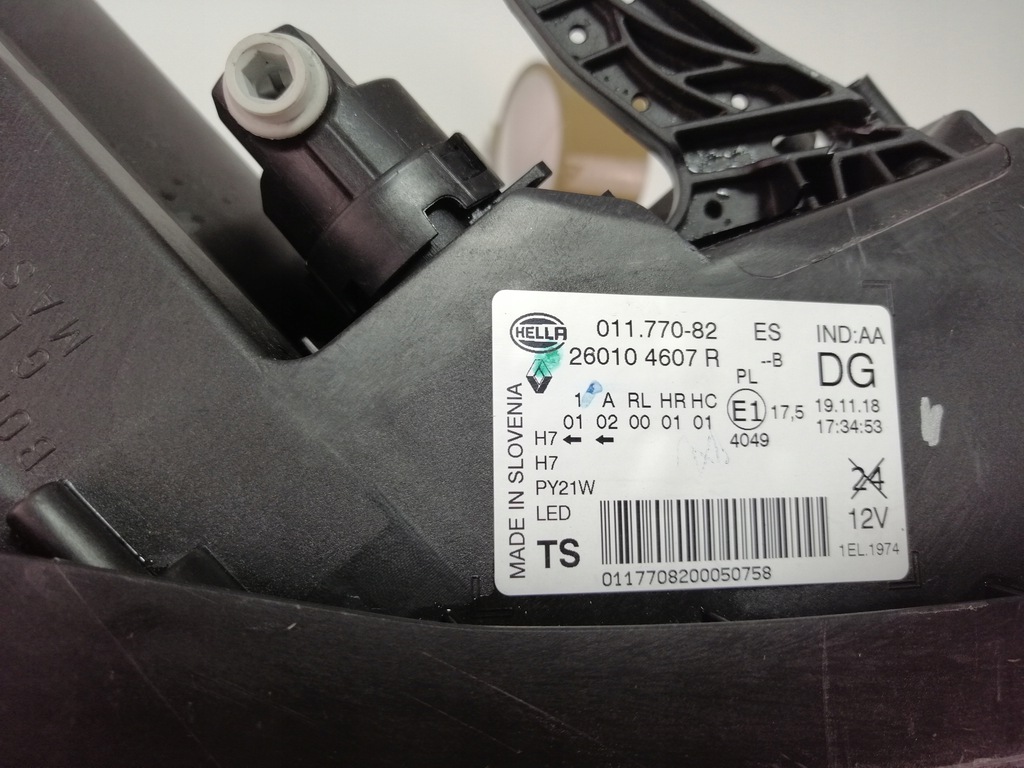 HELLA
011.770-82 ES IND:AA
26010 4607 R --B DG
PL
1 A RL HR HC E1 17,5 19.11.18
01 02 00 01 01 4049 17:34:53
H7 ← ←
H7
PY21W
LED
24
12V
TS
1EL.1974
0117708200050758
MADE IN SLOVENIA